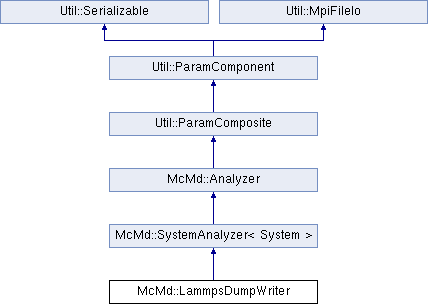 Util::Serializable
Util::MpiFileIo
Util::ParamComponent
Util::ParamComposite
McMd::Analyzer
McMd::SystemAnalyzer< System >
McMd::LammpsDumpWriter